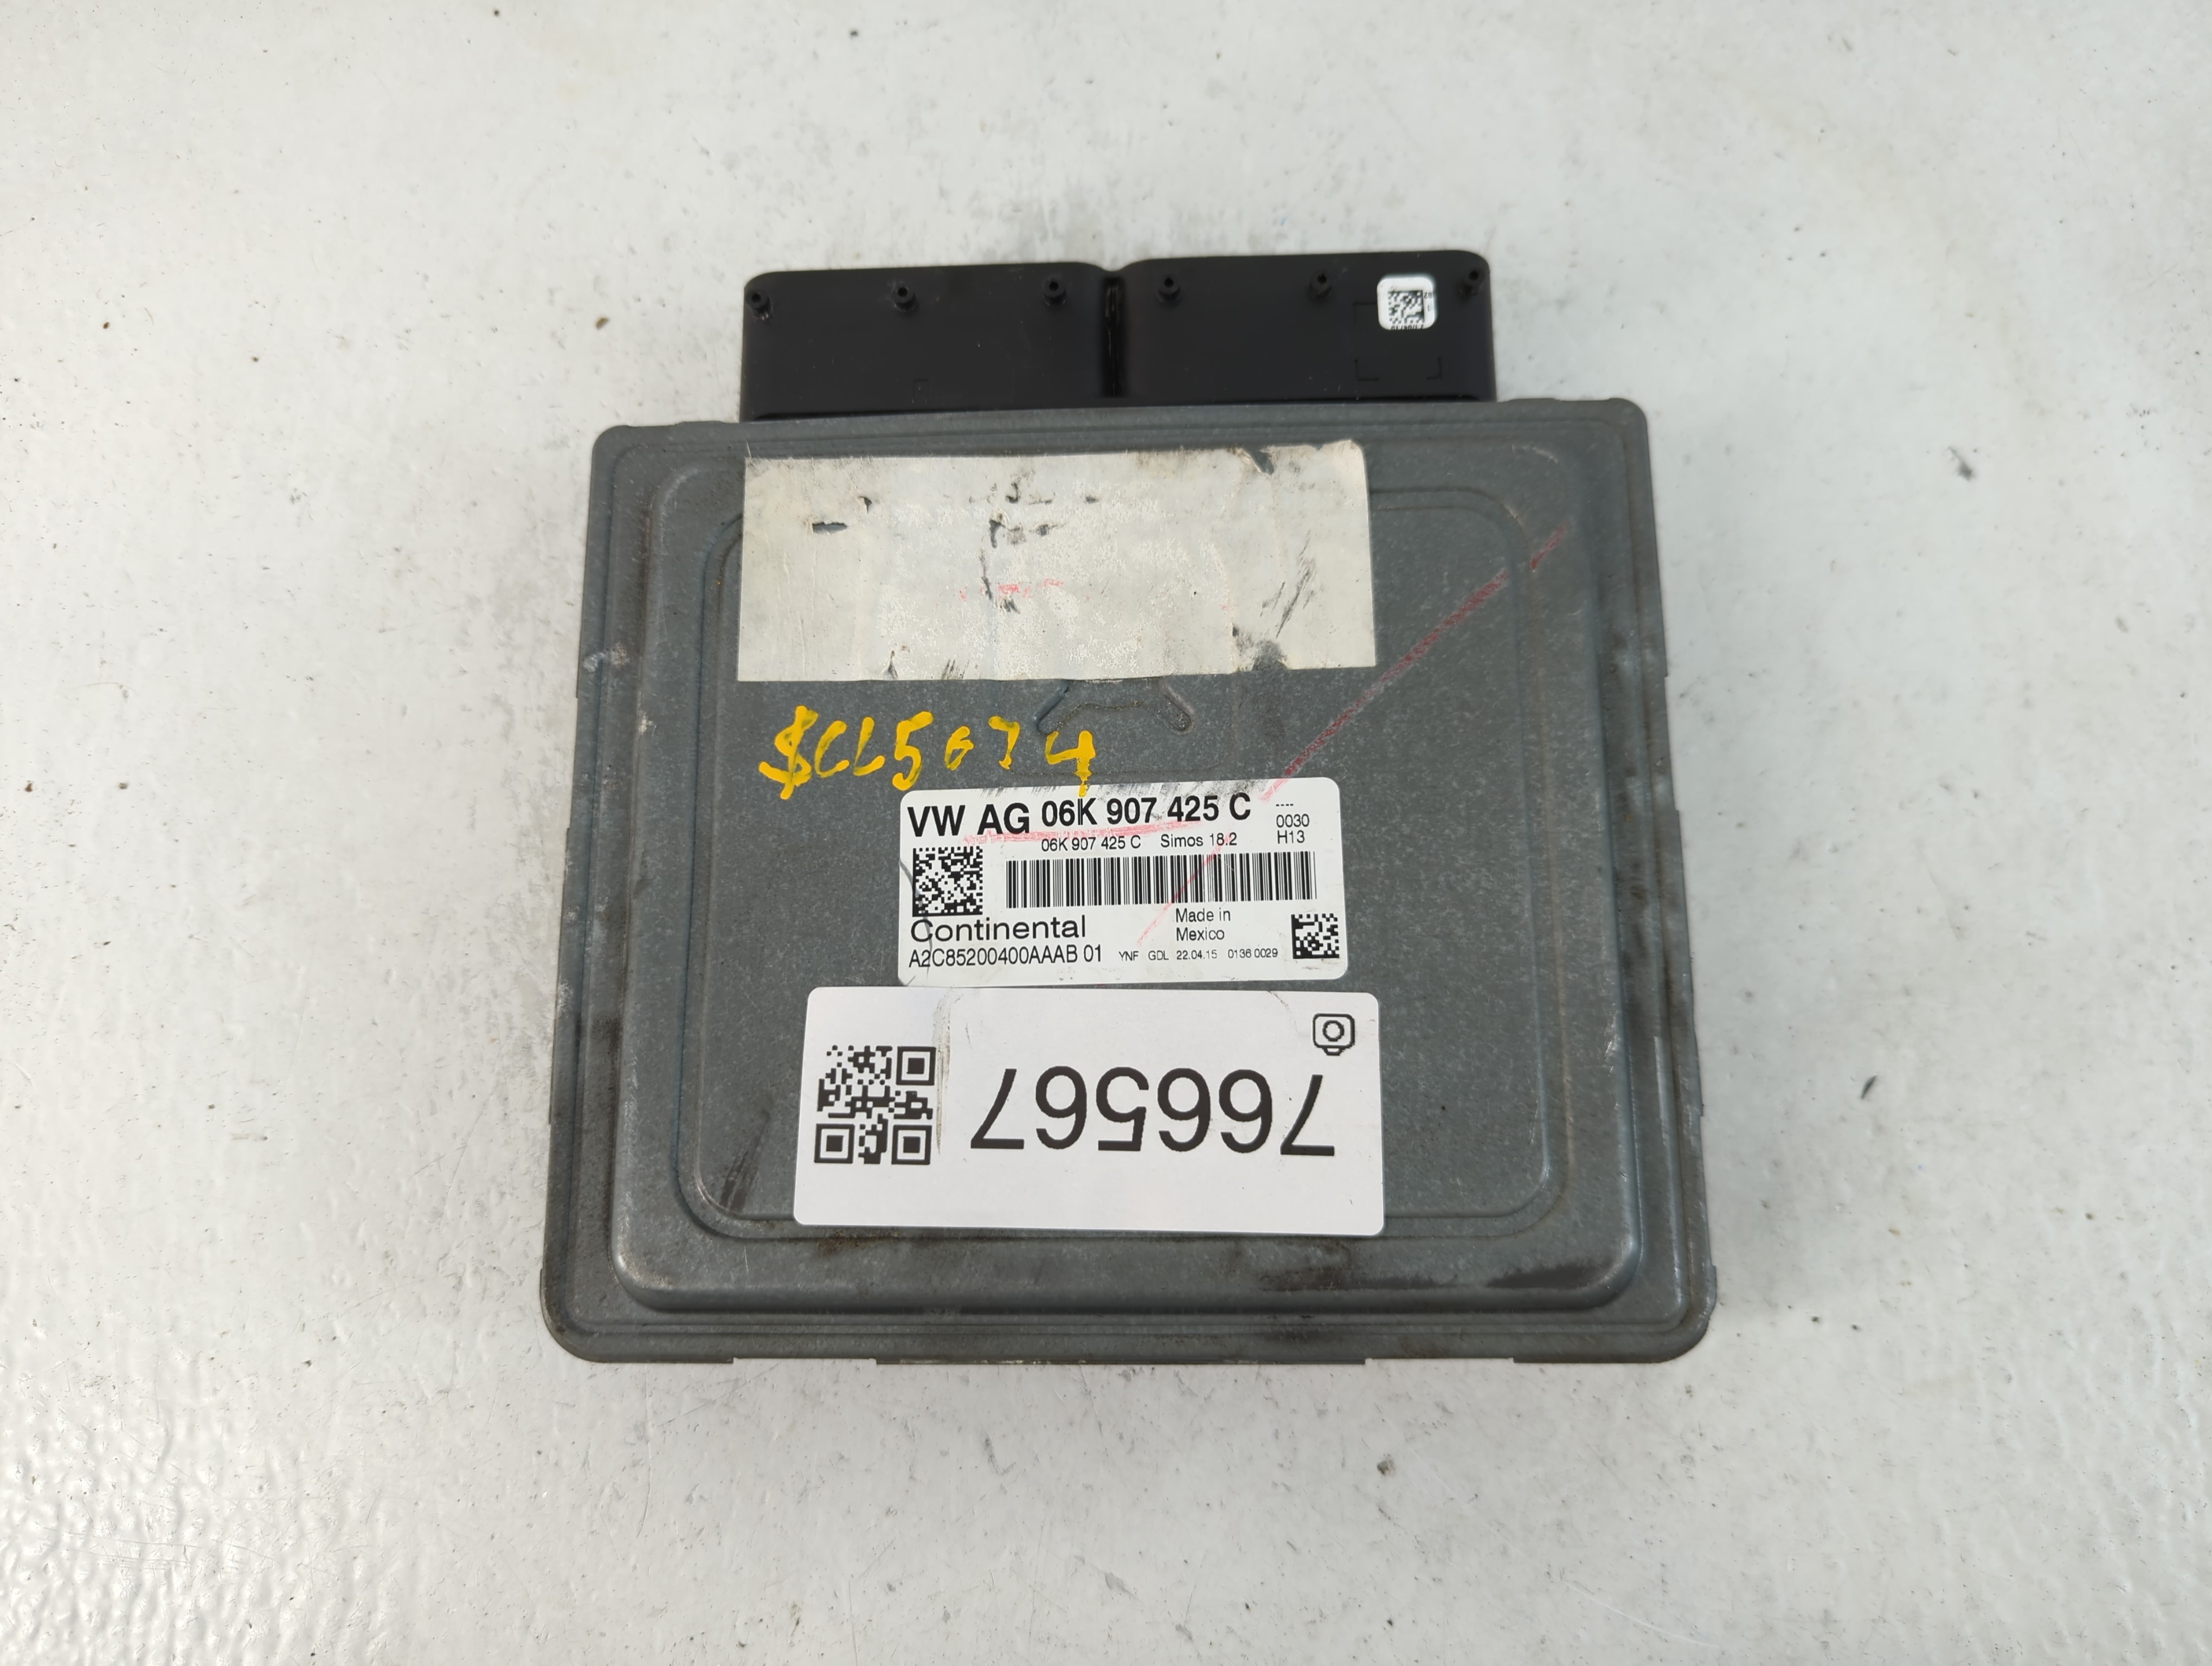 $CL5074
VW AG 06K 907 425 C ----
0030
06K 907 425 C Simos 18.2 H13
Continental
Made in
Mexico
A2C85200400AAAB 01 YNF GDL 22.04.15 0136 0029
766567